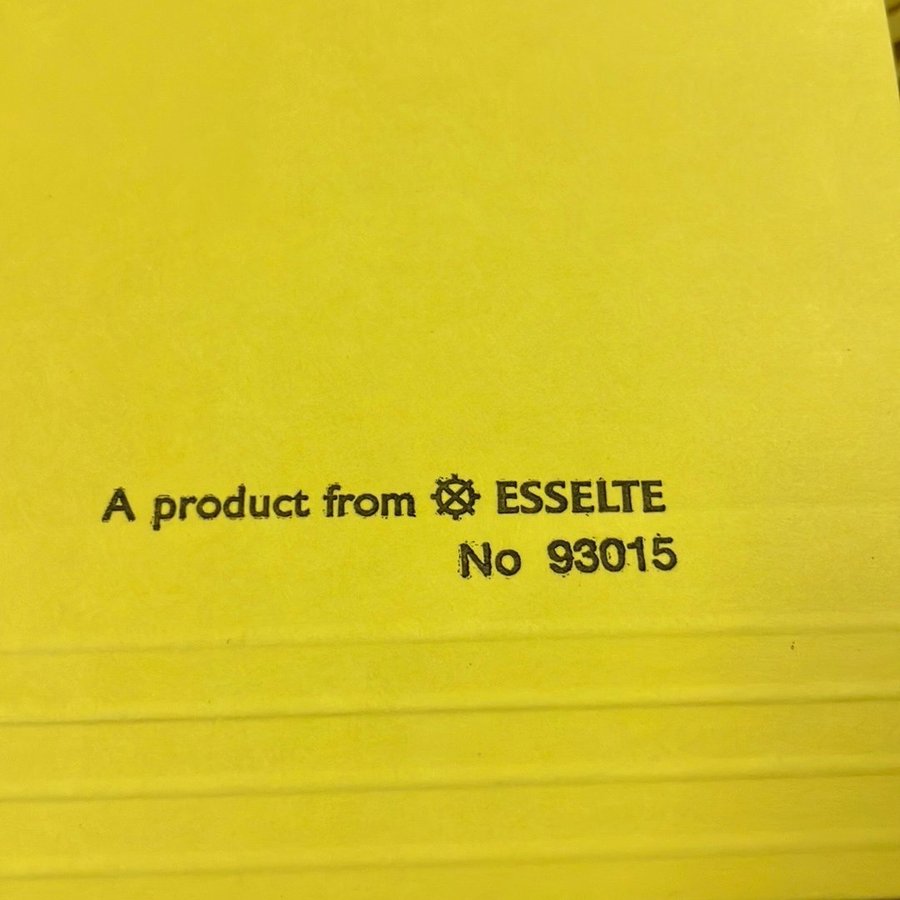 A product from ESSELTE
No 93015